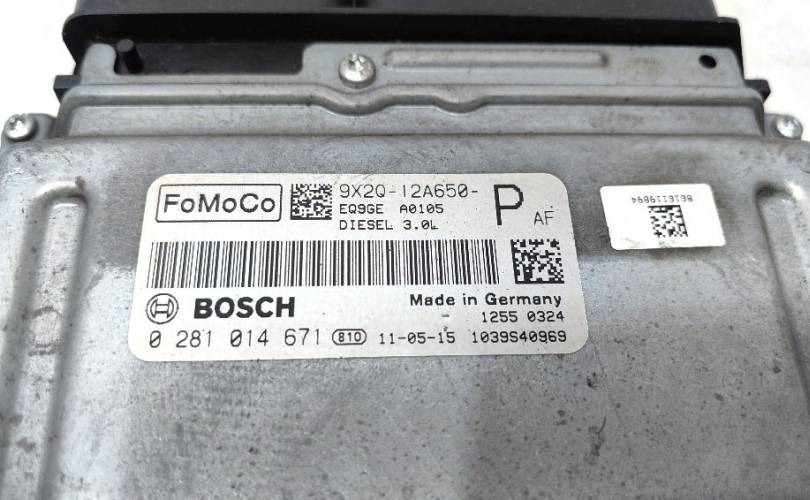 FoMoCo
9X2Q-12A650-
EQ9GE A0105
DIESEL 3.0L
P AF
BOSCH
Made in Germany
1255 0324
0 281 014 671 810 11-05-15 1039S40969
8616119894